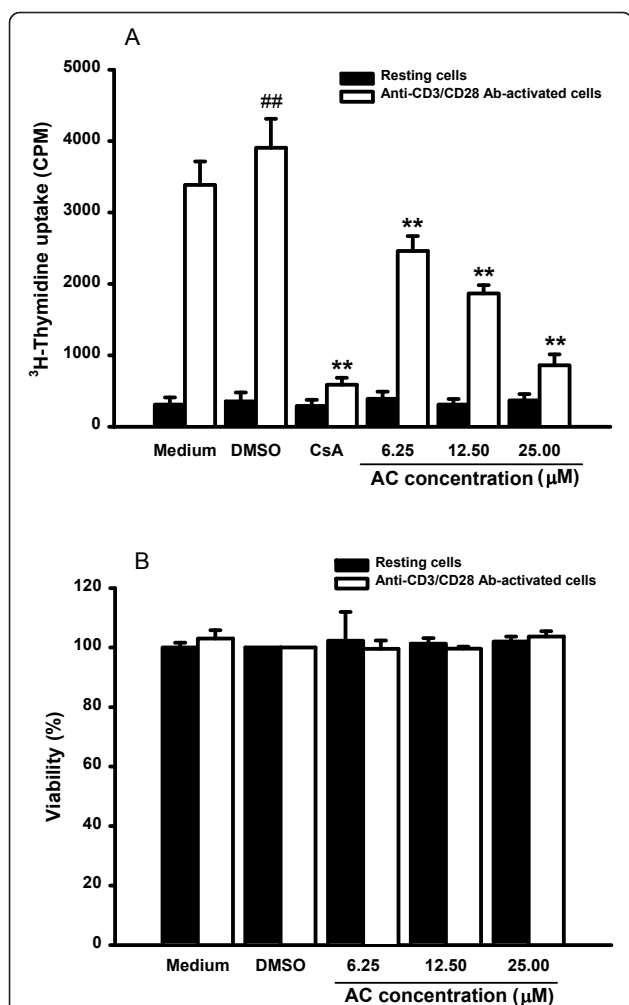 A
Resting cells
Anti-CD3/CD28 Ab-activated cells
³H-Thymidine uptake (CPM)
5000
4000
3000
2000
1000
0
##
**
**
**
**
Medium DMSO CsA 6.25 12.50 25.00
AC concentration (μM)
B
Resting cells
Anti-CD3/CD28 Ab-activated cells
Viability (%)
120
100
80
60
40
20
0
Medium DMSO 6.25 12.50 25.00
AC concentration (μM)